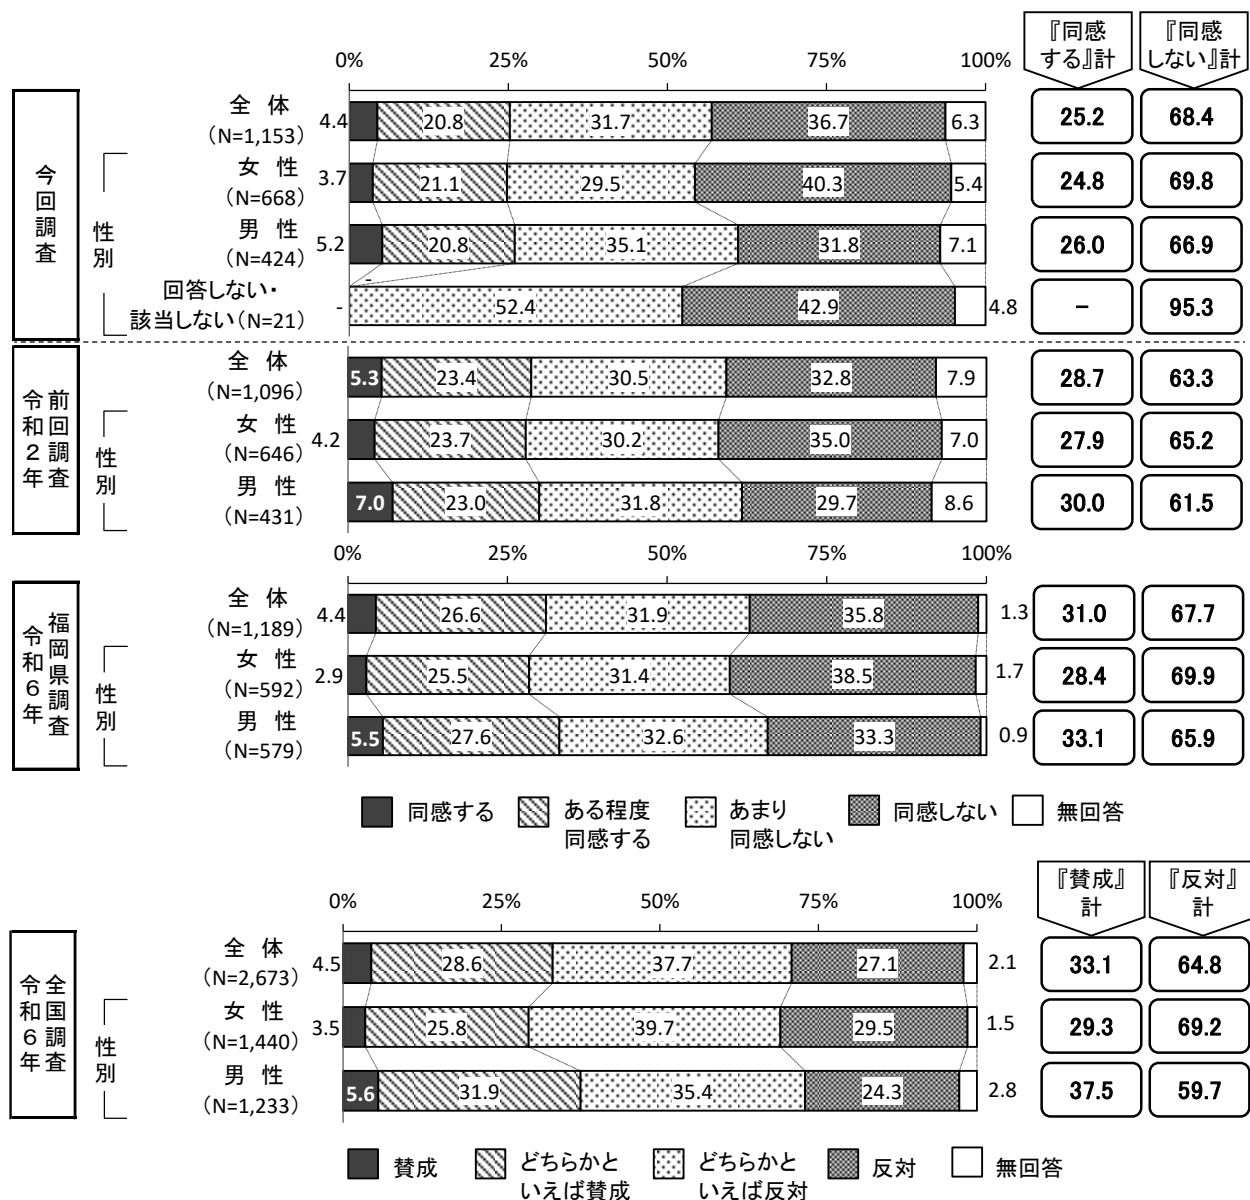 『同感
する』計
『同感
しない』計
0% 25% 50% 75% 100%
今回調査
全 体
(N=1,153)
4.4 20.8 31.7 36.7 6.3 25.2 68.4
性別
女 性
(N=668)
3.7 21.1 29.5 40.3 5.4 24.8 69.8
男 性
(N=424)
5.2 20.8 35.1 31.8 7.1 26.0 66.9
回答しない・
該当しない(N=21)
- - 52.4 42.9 4.8 － 95.3
前回調査
令和2年
全 体
(N=1,096)
5.3 23.4 30.5 32.8 7.9 28.7 63.3
性別
女 性
(N=646)
4.2 23.7 30.2 35.0 7.0 27.9 65.2
男 性
(N=431)
7.0 23.0 31.8 29.7 8.6 30.0 61.5
0% 25% 50% 75% 100%
福岡県調査
令和6年
全 体
(N=1,189)
4.4 26.6 31.9 35.8 1.3 31.0 67.7
性別
女 性
(N=592)
2.9 25.5 31.4 38.5 1.7 28.4 69.9
男 性
(N=579)
5.5 27.6 32.6 33.3 0.9 33.1 65.9
同感する
ある程度
同感する
あまり
同感しない
同感しない
無回答
『賛成』
計
『反対』
計
0% 25% 50% 75% 100%
全国調査
令和6年
全 体
(N=2,673)
4.5 28.6 37.7 27.1 2.1 33.1 64.8
性別
女 性
(N=1,440)
3.5 25.8 39.7 29.5 1.5 29.3 69.2
男 性
(N=1,233)
5.6 31.9 35.4 24.3 2.8 37.5 59.7
賛成
どちらかと
いえば賛成
どちらかと
いえば反対
反対
無回答